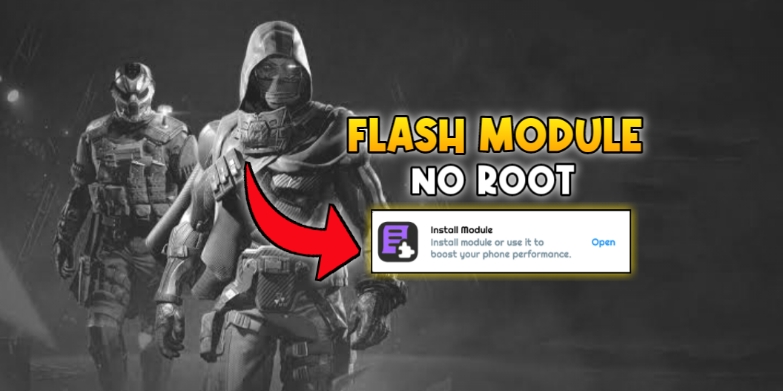 FLASH MODULE
NO ROOT
Install Module
Install module or use it to
boost your phone performance.
Open